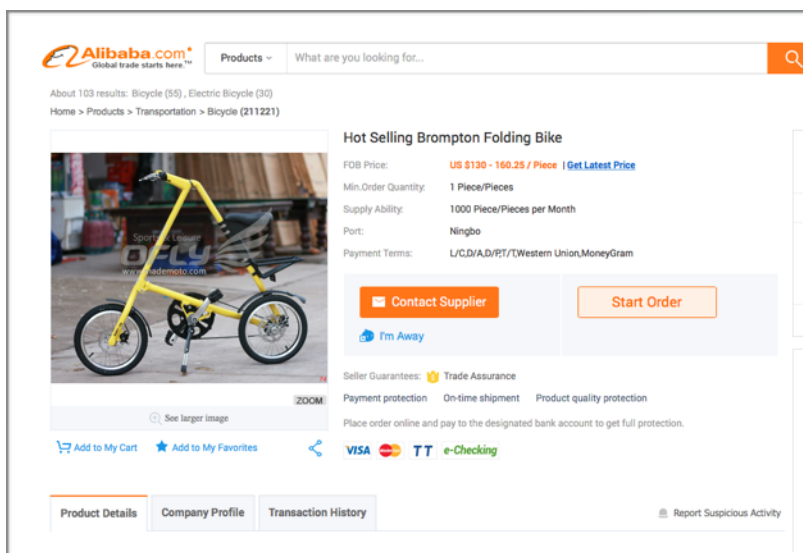 Alibaba.com
Global trade starts here.™
Products
What are you looking for...
About 103 results: Bicycle (55) , Electric Bicycle (30)
Home > Products > Transportation > Bicycle (211221)
Hot Selling Brompton Folding Bike
FOB Price: US $130 - 160.25 / Piece | Get Latest Price
Min.Order Quantity: 1 Piece/Pieces
Supply Ability: 1000 Piece/Pieces per Month
Port: Ningbo
Payment Terms: L/C,D/A,D/P,T/T,Western Union,MoneyGram
Sports & Leisure
OFLY
www.nademoto.com
Contact Supplier
Start Order
I'm Away
Seller Guarantees: Trade Assurance
Payment protection On-time shipment Product quality protection
Place order online and pay to the designated bank account to get full protection.
ZOOM
See larger image
Add to My Cart Add to My Favorites
VISA TT e-Checking
Product Details Company Profile Transaction History
Report Suspicious Activity